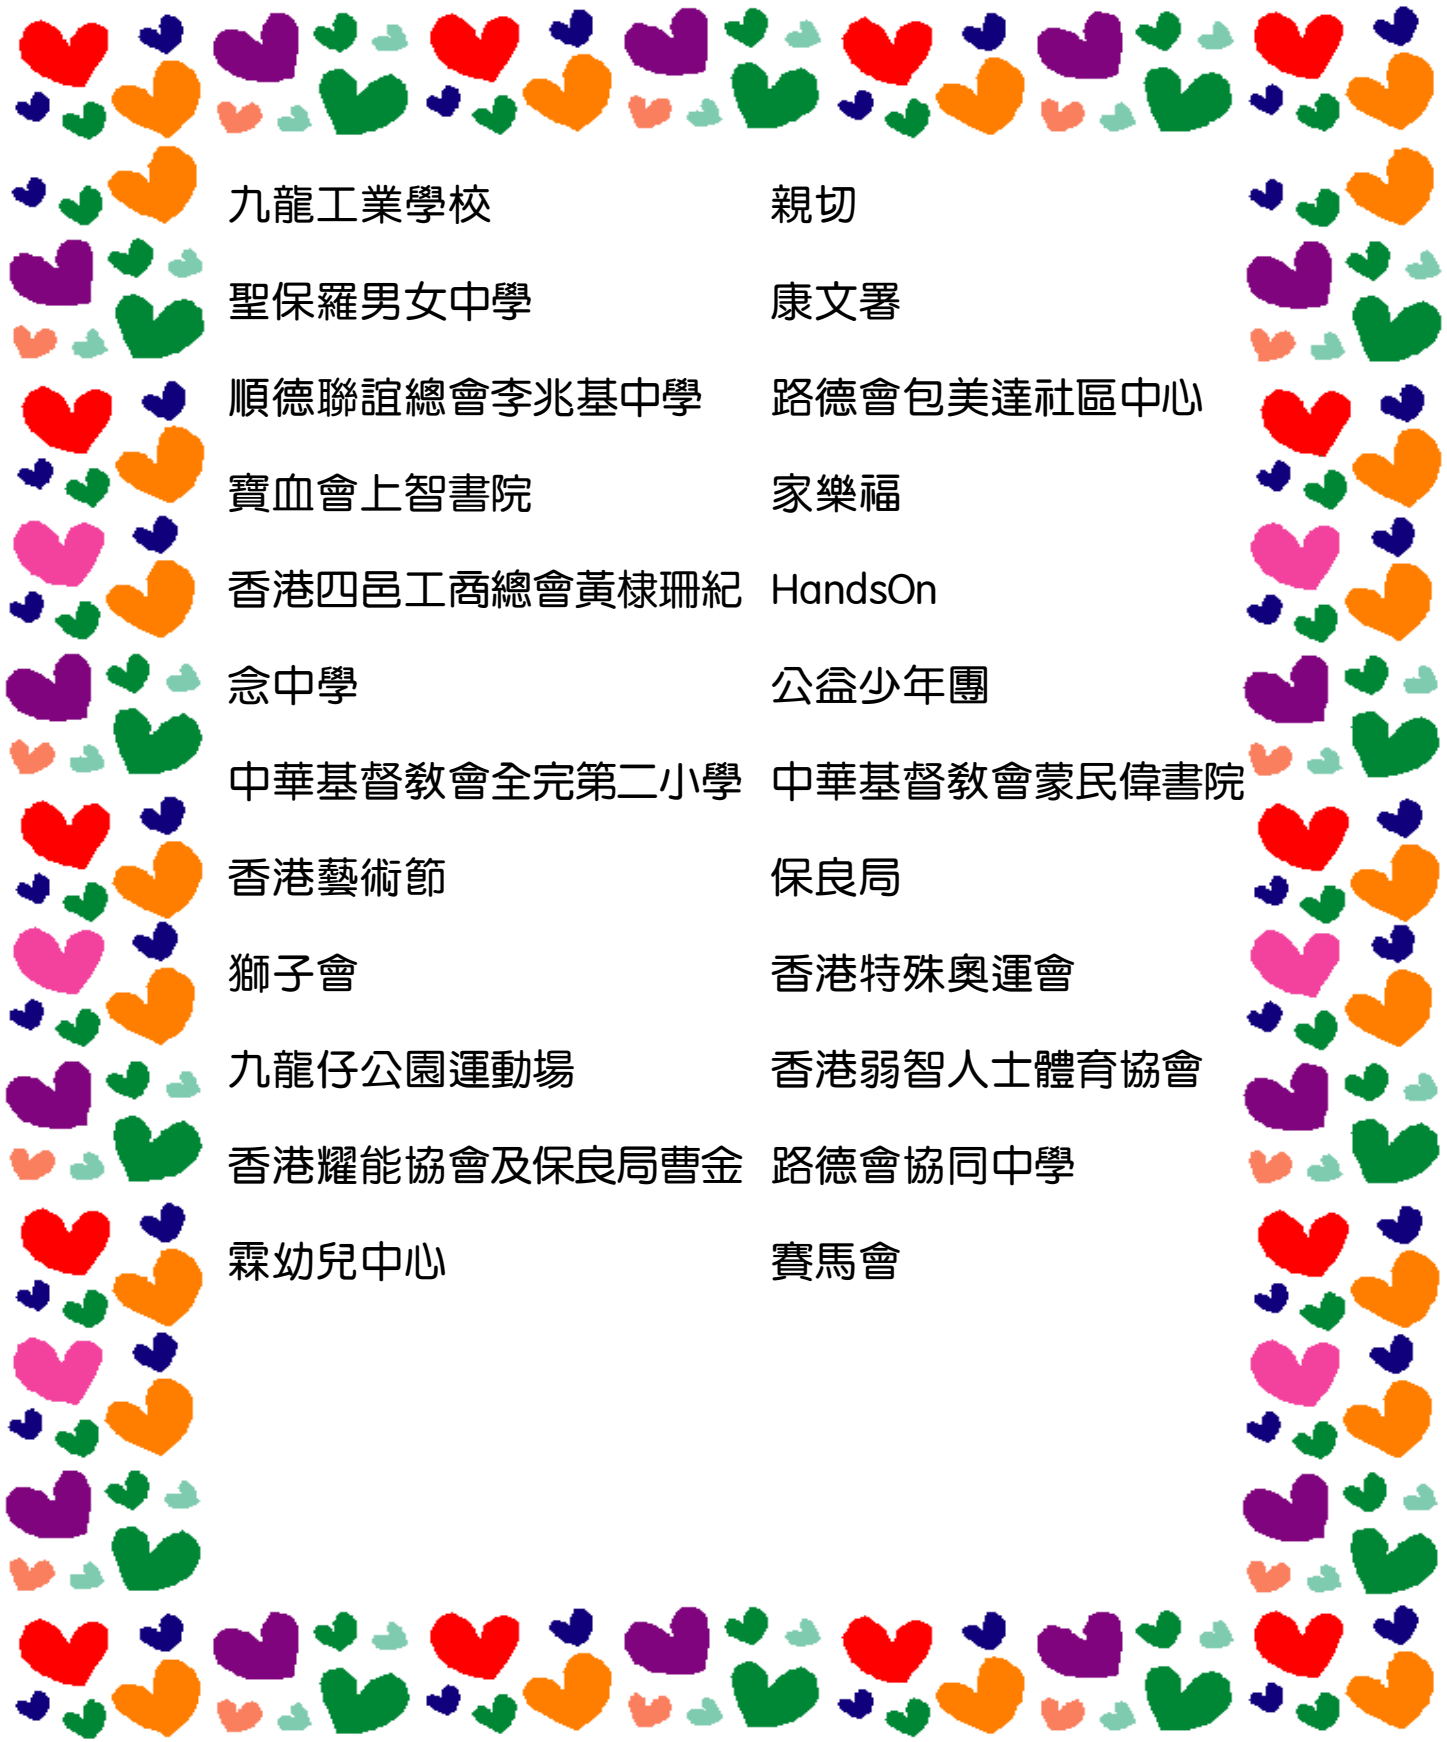 九龍工業學校
聖保羅男女中學
順德聯誼總會李兆基中學
寶血會上智書院
香港四邑工商總會黃棣珊紀
念中學
中華基督教會全完第二小學
香港藝術節
獅子會
九龍仔公園運動場
香港耀能協會及保良局曹金
霖幼兒中心
親切
康文署
路德會包美達社區中心
家樂福
HandsOn
公益少年團
中華基督教會蒙民偉書院
保良局
香港特殊奧運會
香港弱智人士體育協會
路德會協同中學
賽馬會